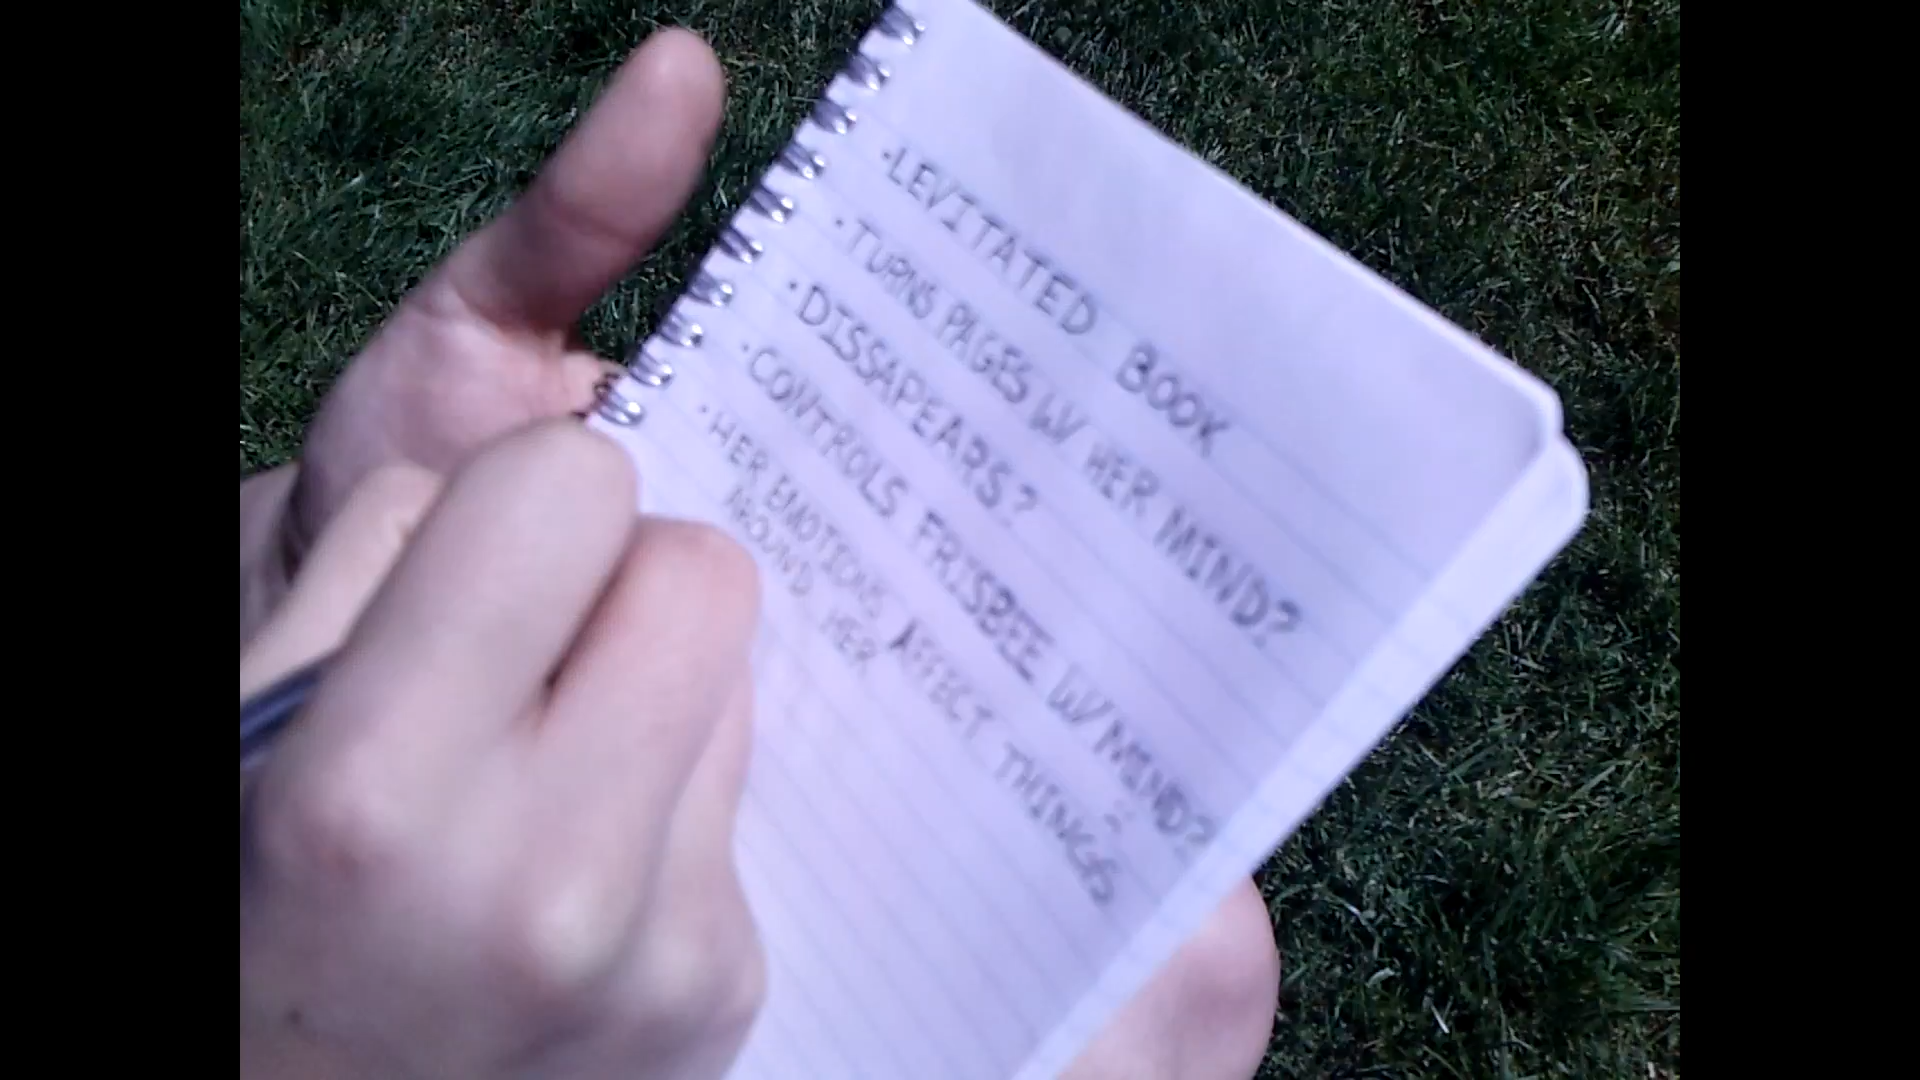 ·LEVITATED BOOK
·TURNS PAGES W/ HER MIND?
·DISSAPEARS?
·CONTROLS FRISBEE W/ MIND?
·HER EMOTIONS AFFECT THINGS
AROUND HER